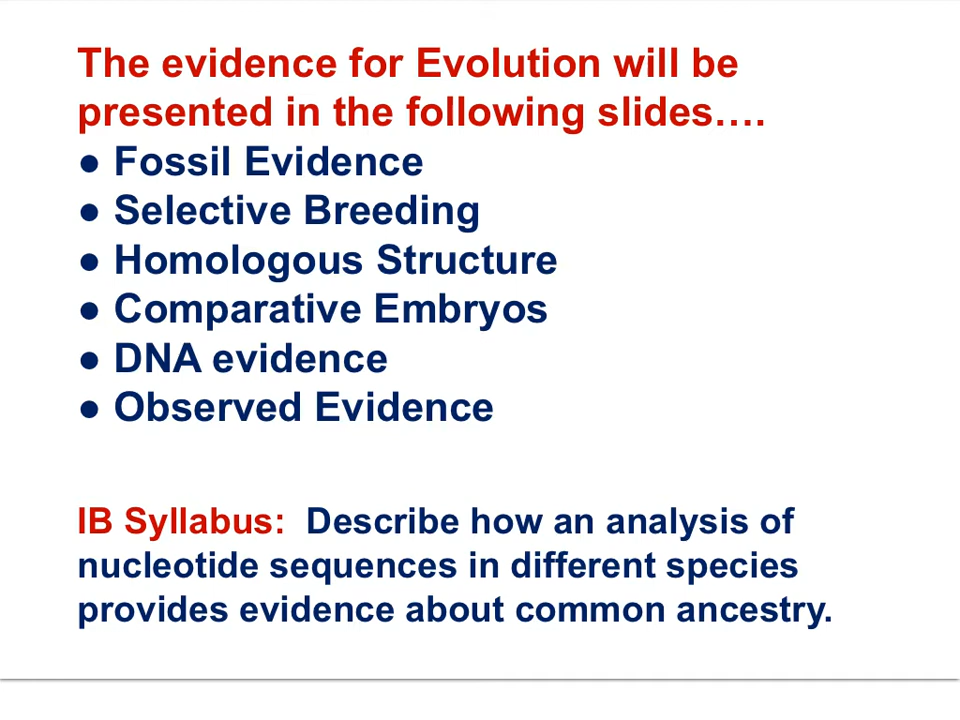 The evidence for Evolution will be
presented in the following slides....
● Fossil Evidence
● Selective Breeding
● Homologous Structure
● Comparative Embryos
● DNA evidence
● Observed Evidence
IB Syllabus: Describe how an analysis of
nucleotide sequences in different species
provides evidence about common ancestry.